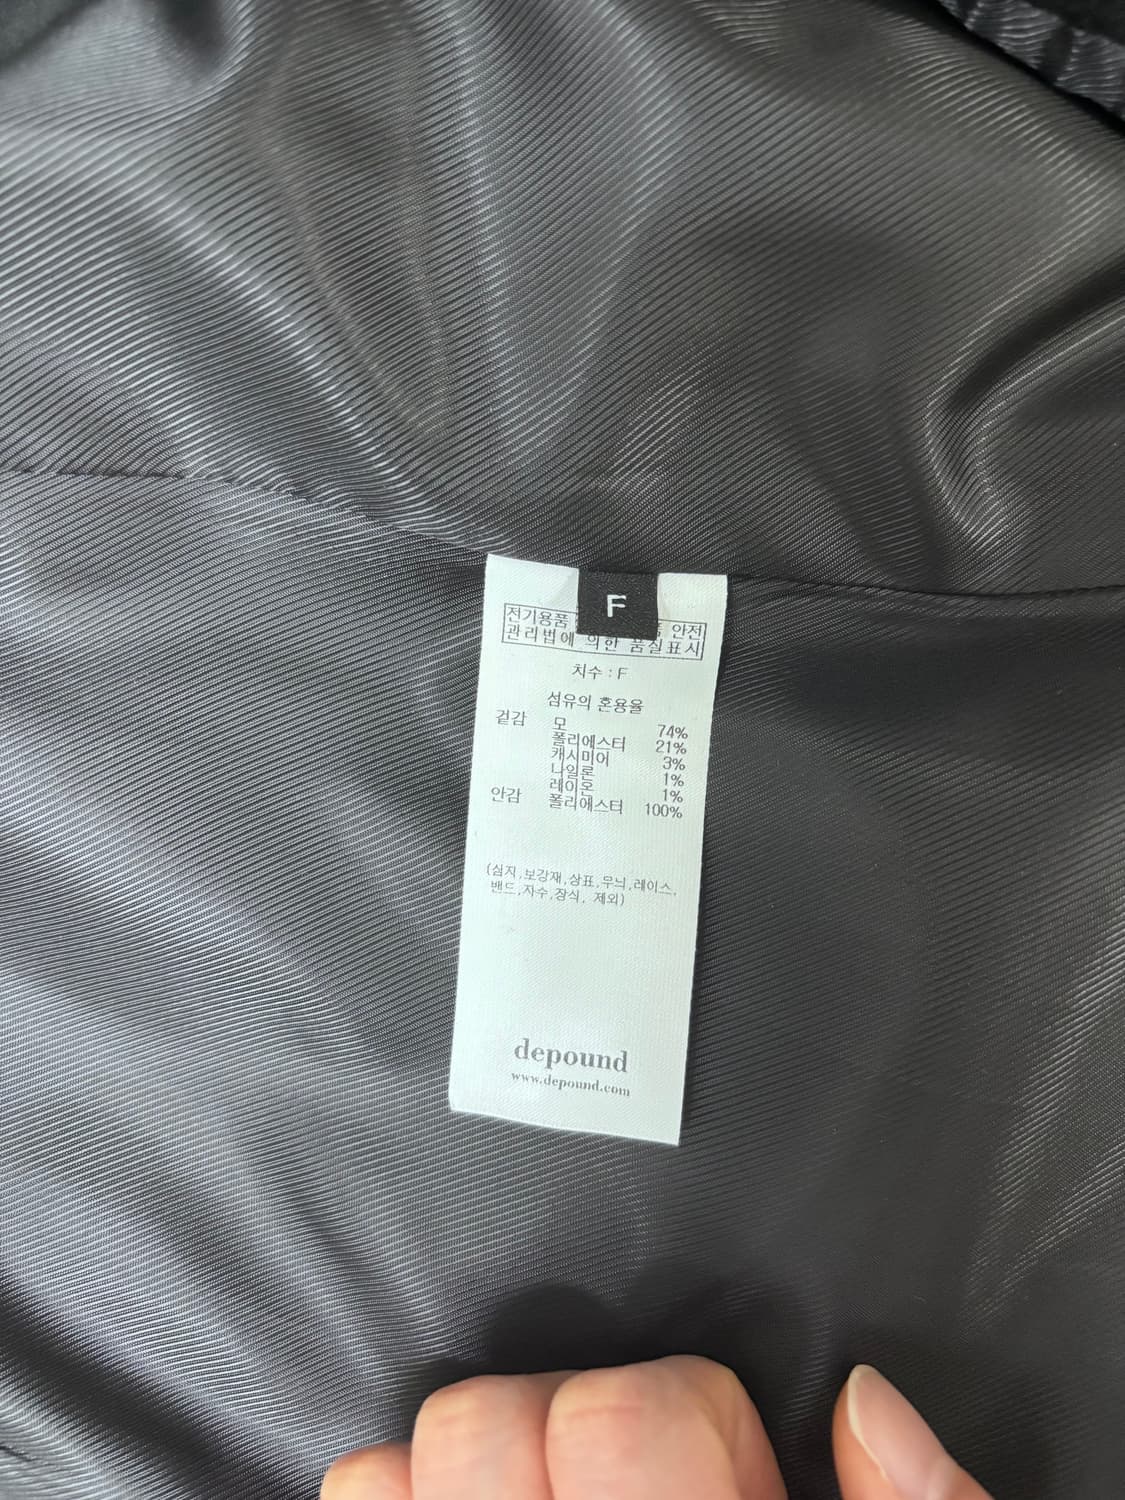 F
전기용품 안전
관리법에 의한 품질표시
치수 : F
섬유의 혼용율
겉감 모 74%
폴리에스터 21%
캐시미어 3%
나일론 1%
레이온 1%
안감 폴리에스터 100%
(심지,보강재,상표,무늬,레이스,
밴드,자수,장식, 제외)
depound
www.depound.com